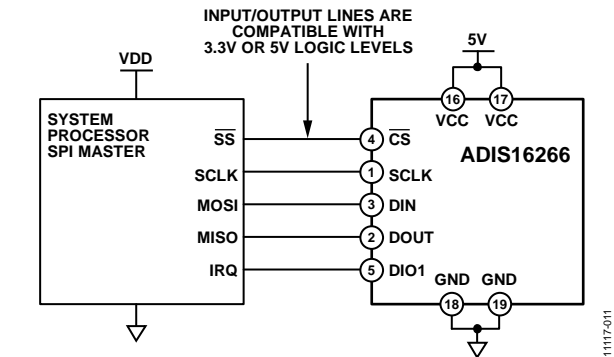 INPUT/OUTPUT LINES ARE
COMPATIBLE WITH
3.3V OR 5V LOGIC LEVELS
VDD
5V
SYSTEM
PROCESSOR
SPI MASTER
SS
SCLK
MOSI
MISO
IRQ
16
17
VCC
VCC
ADIS16266
4
CS
1
SCLK
3
DIN
2
DOUT
5
DIO1
GND
GND
18
19
11117-011